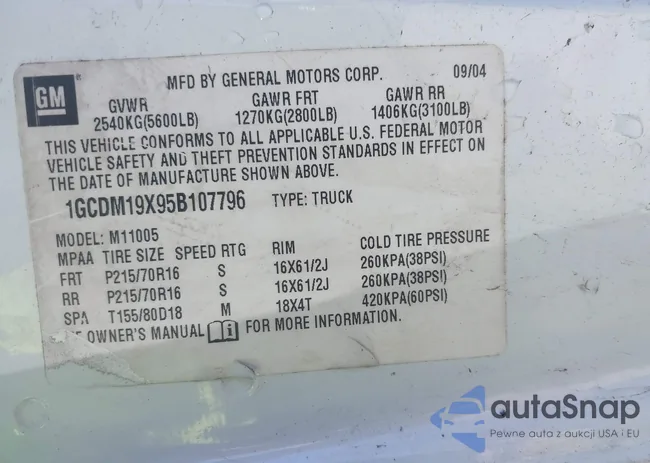 GM
MFD BY GENERAL MOTORS CORP. 09/04
GVWR GAWR FRT GAWR RR
2540KG(5600LB) 1270KG(2800LB) 1406KG(3100LB)
THIS VEHICLE CONFORMS TO ALL APPLICABLE U.S. FEDERAL MOTOR
VEHICLE SAFETY AND THEFT PREVENTION STANDARDS IN EFFECT ON
THE DATE OF MANUFACTURE SHOWN ABOVE.
1GCDM19X95B107796 TYPE: TRUCK
MODEL: M11005
MPAA TIRE SIZE SPEED RTG RIM COLD TIRE PRESSURE
FRT P215/70R16 S 16X61/2J 260KPA(38PSI)
RR P215/70R16 S 16X61/2J 260KPA(38PSI)
SPA T155/80D18 M 18X4T 420KPA(60PSI)
OWNER'S MANUAL i FOR MORE INFORMATION.
autaSnap
Pewne auta z aukcji USA i EU